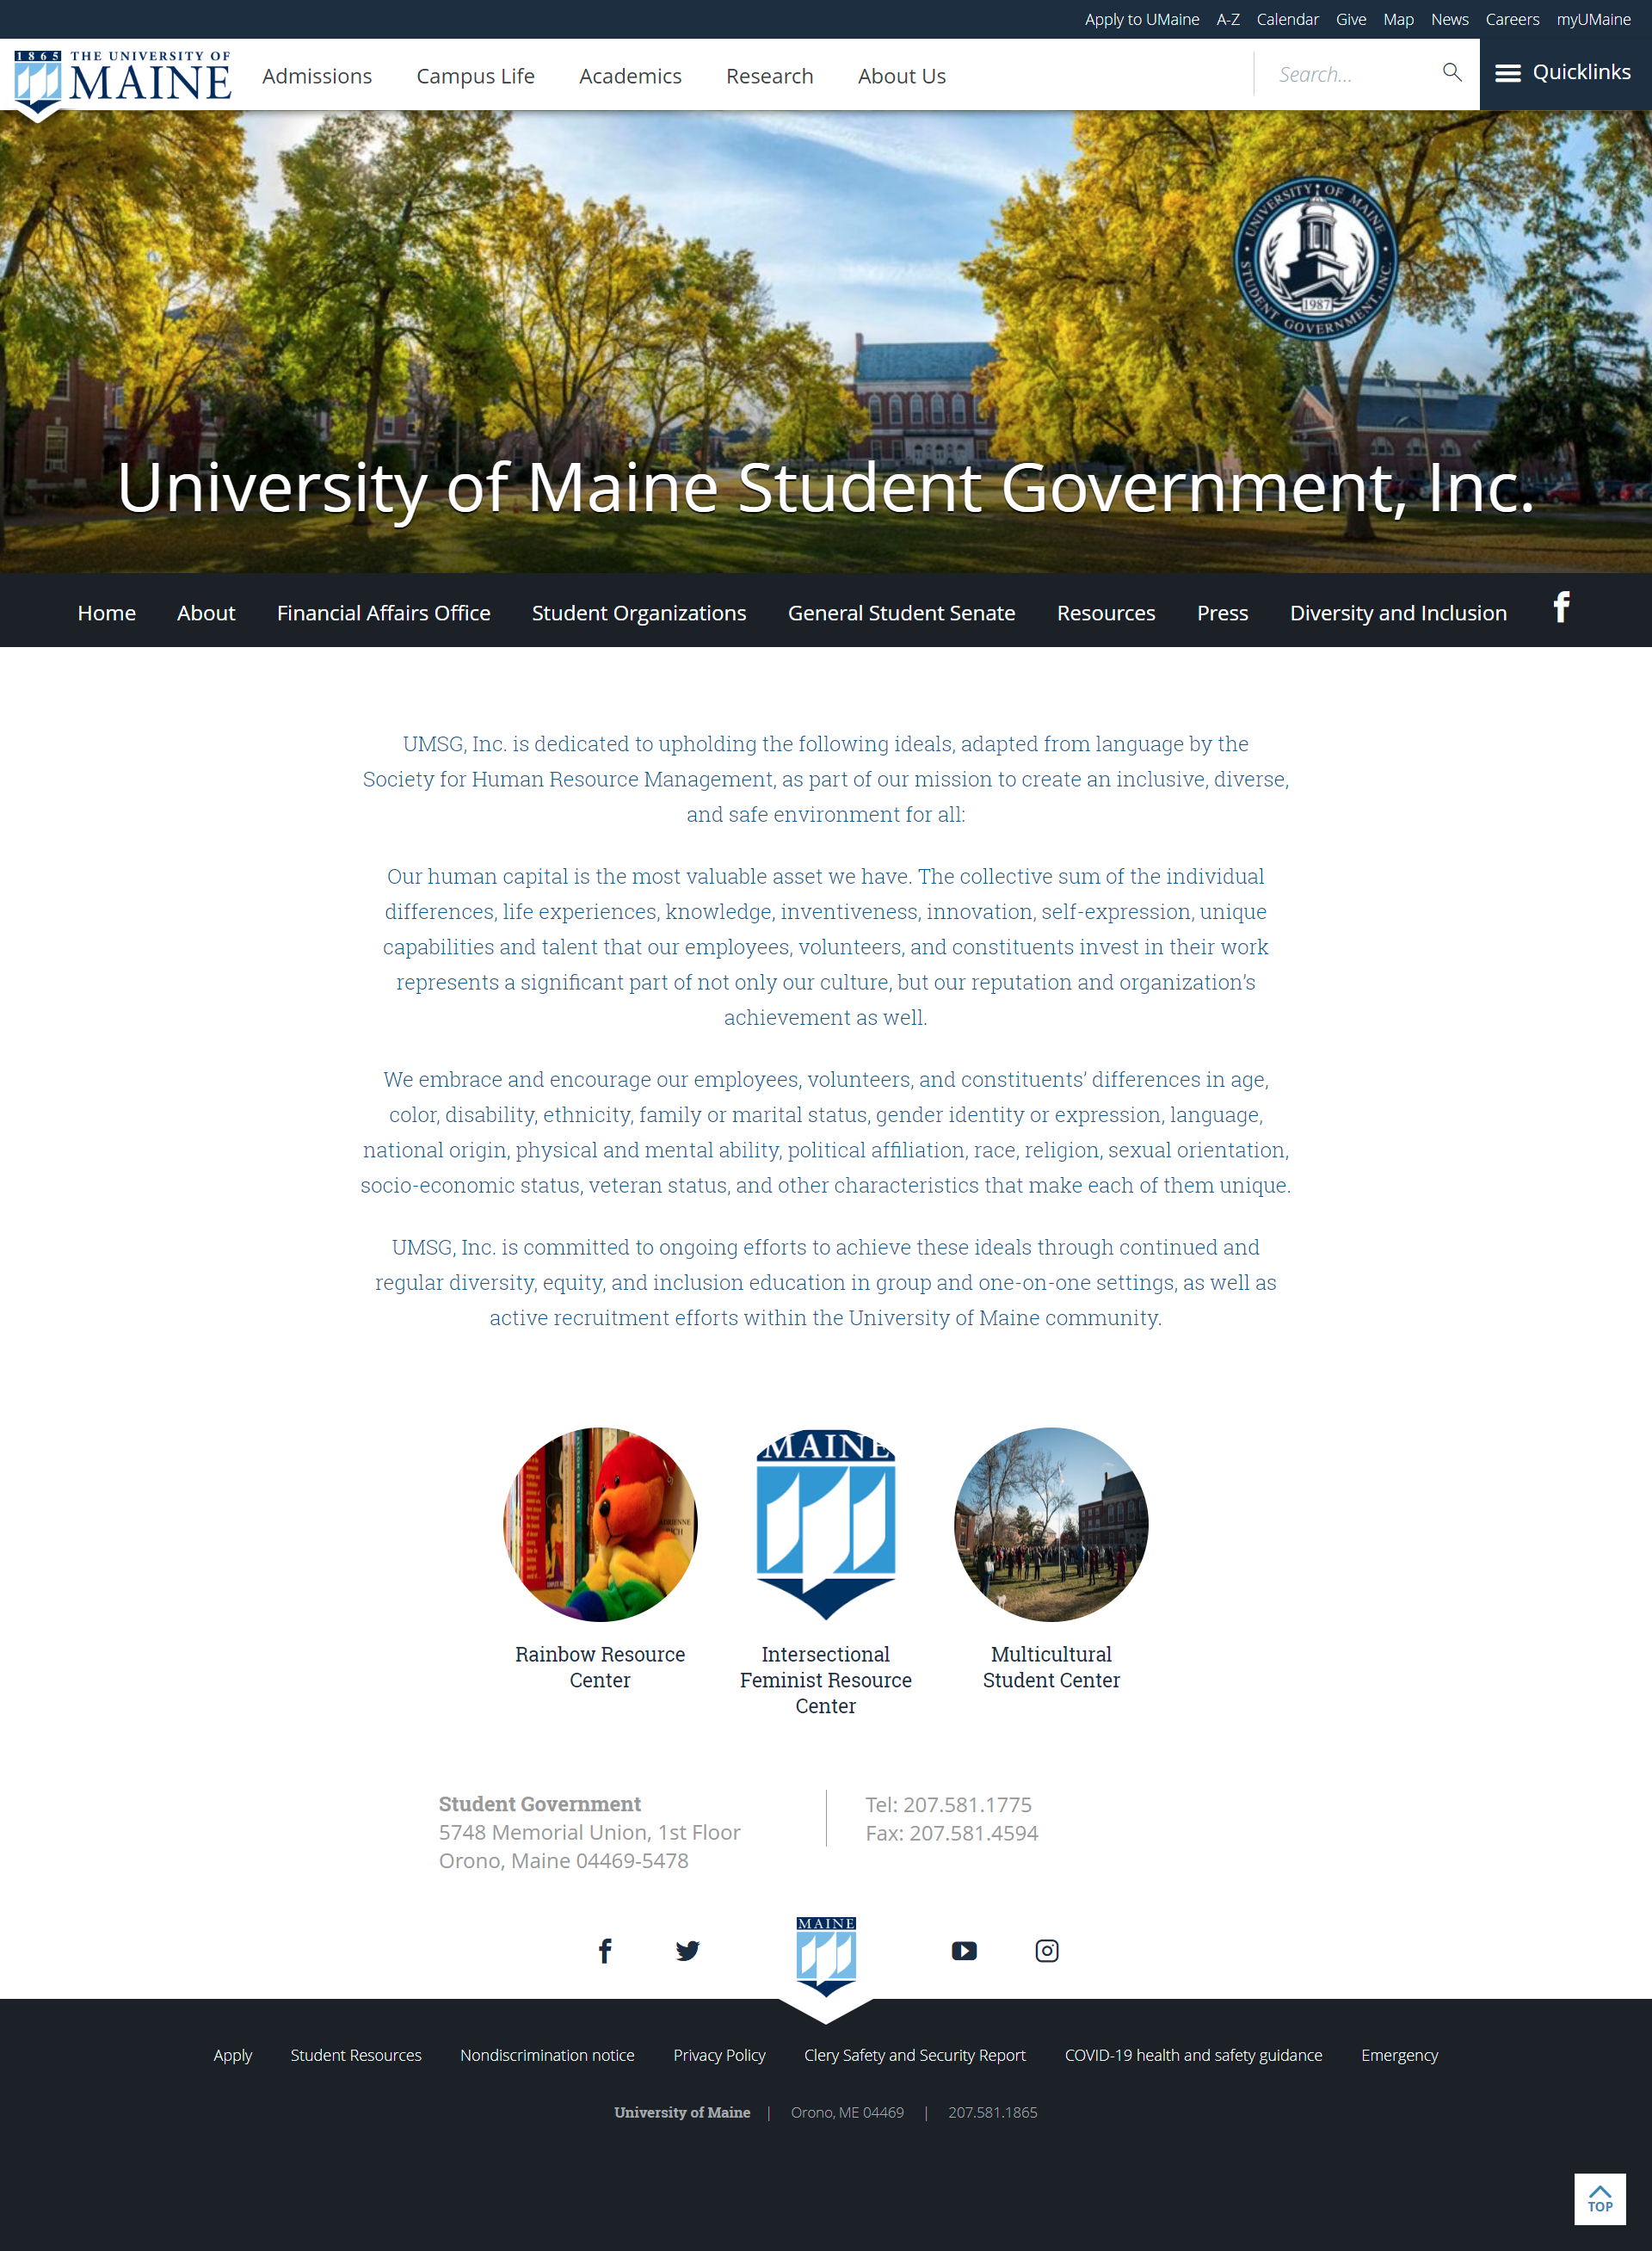 Apply to UMaine A-Z Calendar Give Map News Careers myUMaine
1865 THE UNIVERSITY OF
MAINE
Admissions Campus Life Academics Research About Us
Search...
Quicklinks
UNIVERSITY OF MAINE
STUDENT GOVERNMENT, INC.
1987
University of Maine Student Government, Inc.
Home About Financial Affairs Office Student Organizations General Student Senate Resources Press Diversity and Inclusion
UMSG, Inc. is dedicated to upholding the following ideals, adapted from language by the
Society for Human Resource Management, as part of our mission to create an inclusive, diverse,
and safe environment for all:
Our human capital is the most valuable asset we have. The collective sum of the individual
differences, life experiences, knowledge, inventiveness, innovation, self-expression, unique
capabilities and talent that our employees, volunteers, and constituents invest in their work
represents a significant part of not only our culture, but our reputation and organization’s
achievement as well.
We embrace and encourage our employees, volunteers, and constituents’ differences in age,
color, disability, ethnicity, family or marital status, gender identity or expression, language,
national origin, physical and mental ability, political affiliation, race, religion, sexual orientation,
socio-economic status, veteran status, and other characteristics that make each of them unique.
UMSG, Inc. is committed to ongoing efforts to achieve these ideals through continued and
regular diversity, equity, and inclusion education in group and one-on-one settings, as well as
active recruitment efforts within the University of Maine community.
MAINE
Rainbow Resource
Center
Intersectional
Feminist Resource
Center
Multicultural
Student Center
Student Government
5748 Memorial Union, 1st Floor
Orono, Maine 04469-5478
Tel: 207.581.1775
Fax: 207.581.4594
MAINE
Apply Student Resources Nondiscrimination notice Privacy Policy Clery Safety and Security Report COVID-19 health and safety guidance Emergency
University of Maine | Orono, ME 04469 | 207.581.1865
TOP